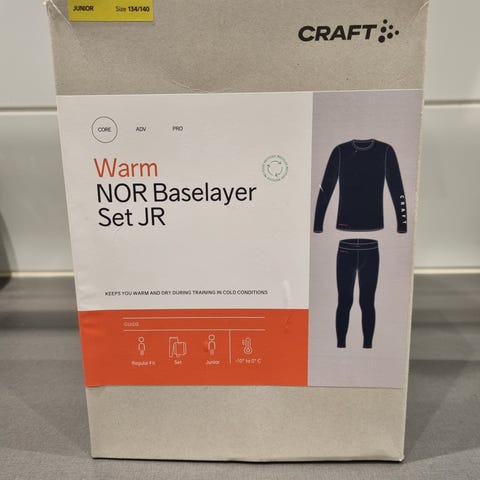 JUNIOR Size 134/140
CRAFT
CORE ADV PRO
Warm
NOR Baselayer
Set JR
KEEPS YOU WARM AND DRY DURING TRAINING IN COLD CONDITIONS
GUIDE
Regular Fit Set Junior -10° to 0° C
CRAFT